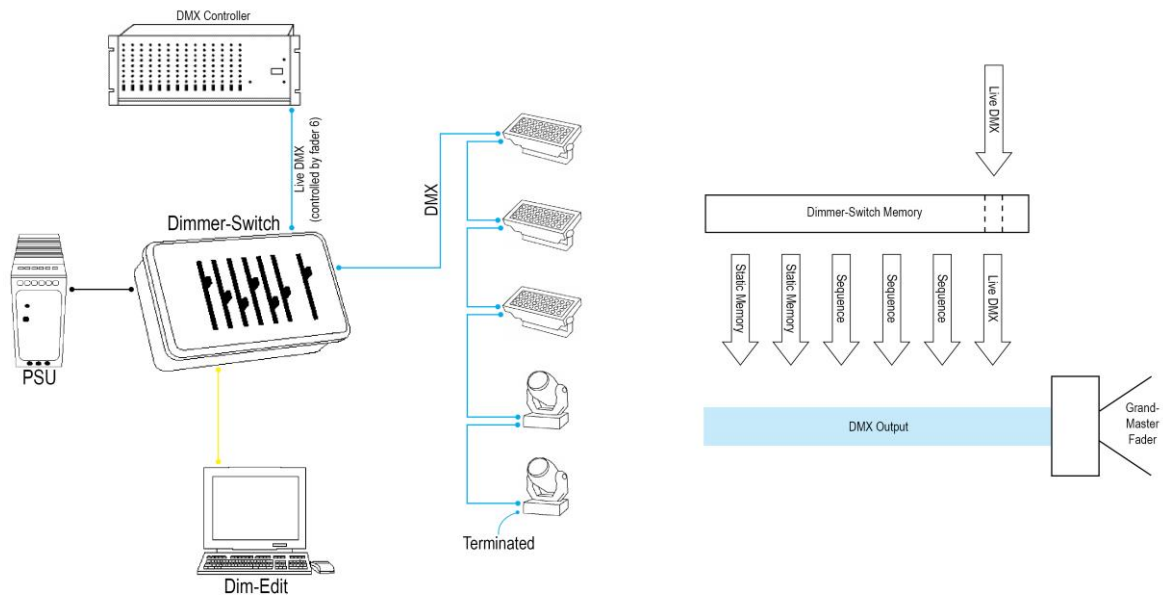 DMX Controller
Live DMX
(controlled by fader 6)
DMX
Dimmer-Switch
PSU
Dim-Edit
Terminated
Live DMX
Dimmer-Switch Memory
Static Memory
Static Memory
Sequence
Sequence
Sequence
Live DMX
DMX Output
Grand-
Master
Fader